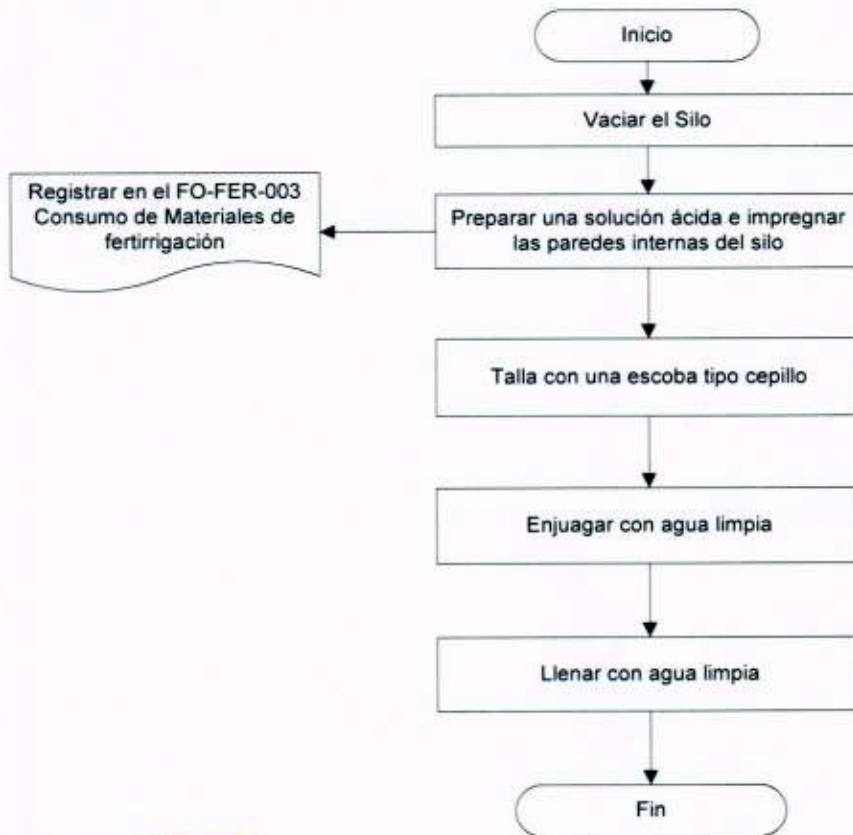 Inicio
Vaciar el Silo
Registrar en el FO-FER-003
Consumo de Materiales de
fertirrigación
Preparar una solución ácida e impregnar
las paredes internas del silo
Talla con una escoba tipo cepillo
Enjuagar con agua limpia
Llenar con agua limpia
Fin